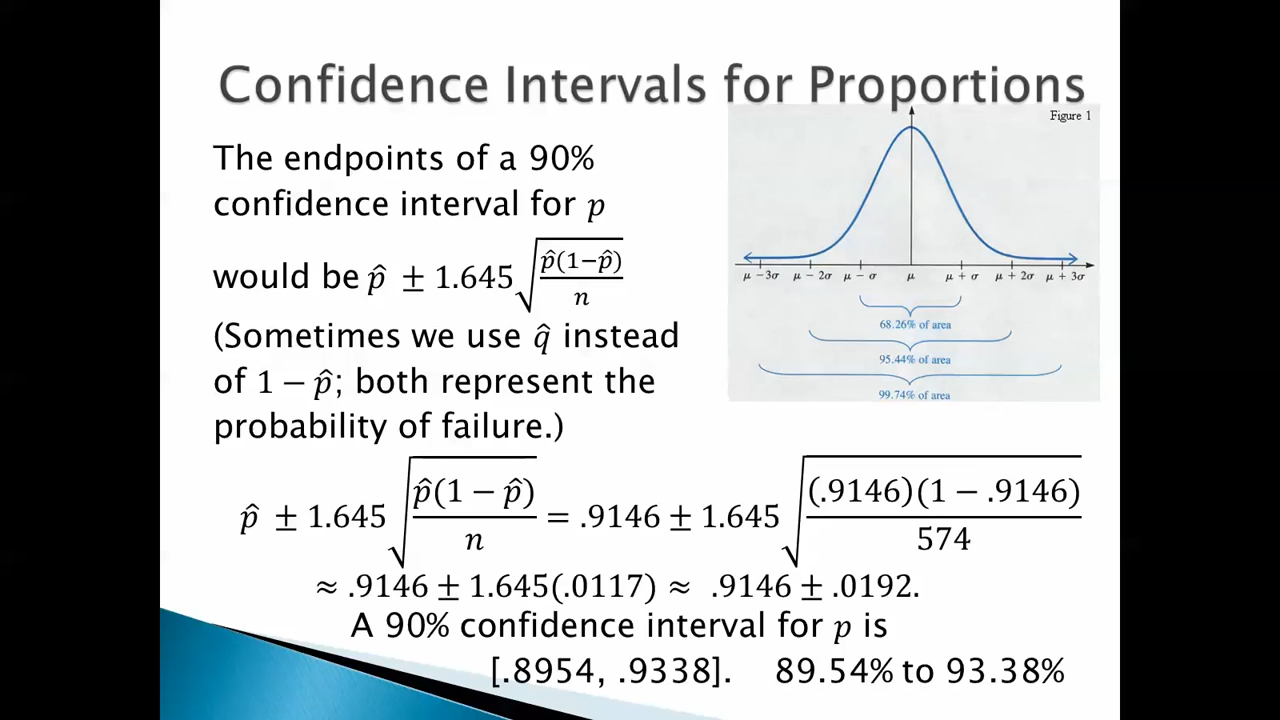 Confidence Intervals for Proportions
Figure 1
The endpoints of a 90%
confidence interval for p
would be p̂ ± 1.645√(p̂(1−p̂)/n)
(Sometimes we use q̂ instead
of 1 − p̂; both represent the
probability of failure.)
μ − 3σ μ − 2σ μ − σ μ μ + σ μ + 2σ μ + 3σ
68.26% of area
95.44% of area
99.74% of area
p̂ ± 1.645√(p̂(1 − p̂)/n) = .9146 ± 1.645√((.9146)(1 − .9146)/574)
≈ .9146 ± 1.645(.0117) ≈ .9146 ± .0192.
A 90% confidence interval for p is
[.8954, .9338]. 89.54% to 93.38%